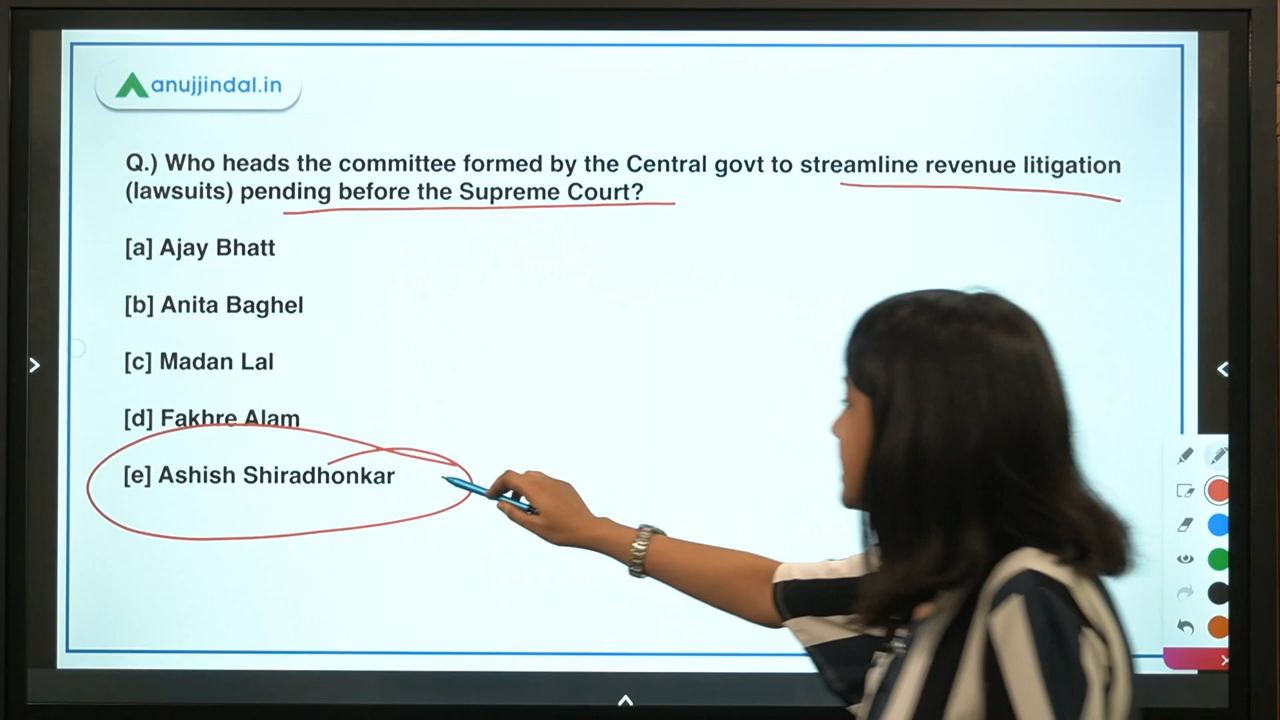 anujjindal.in
Q.) Who heads the committee formed by the Central govt to streamline revenue litigation
(lawsuits) pending before the Supreme Court?
[a] Ajay Bhatt
[b] Anita Baghel
[c] Madan Lal
[d] Fakhre Alam
[e] Ashish Shiradhonkar